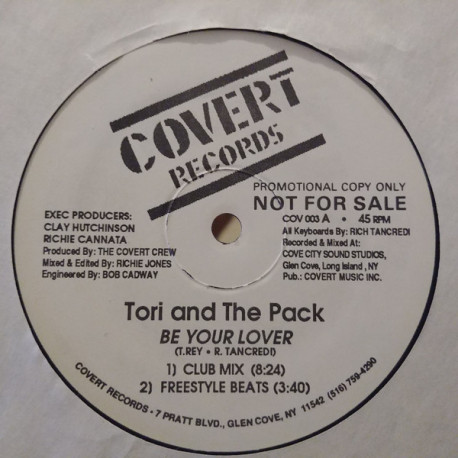 COVERT
RECORDS
PROMOTIONAL COPY ONLY
NOT FOR SALE
COV 003 A • 45 RPM
EXEC PRODUCERS:
CLAY HUTCHINSON
RICHIE CANNATA
Produced By: THE COVERT CREW
Mixed & Edited By: RICHIE JONES
Engineered By: BOB CADWAY
All Keyboards By: RICH TANCREDI
Recorded & Mixed At:
COVE CITY SOUND STUDIOS,
Glen Cove, Long Island , NY
Pub.: COVERT MUSIC INC.
Tori and The Pack
BE YOUR LOVER
(T.REY • R. TANCREDI)
1) CLUB MIX (8:24)
2) FREESTYLE BEATS (3:40)
COVERT RECORDS - 7 PRATT BLVD., GLEN COVE, NY 11542 (516) 759-4290